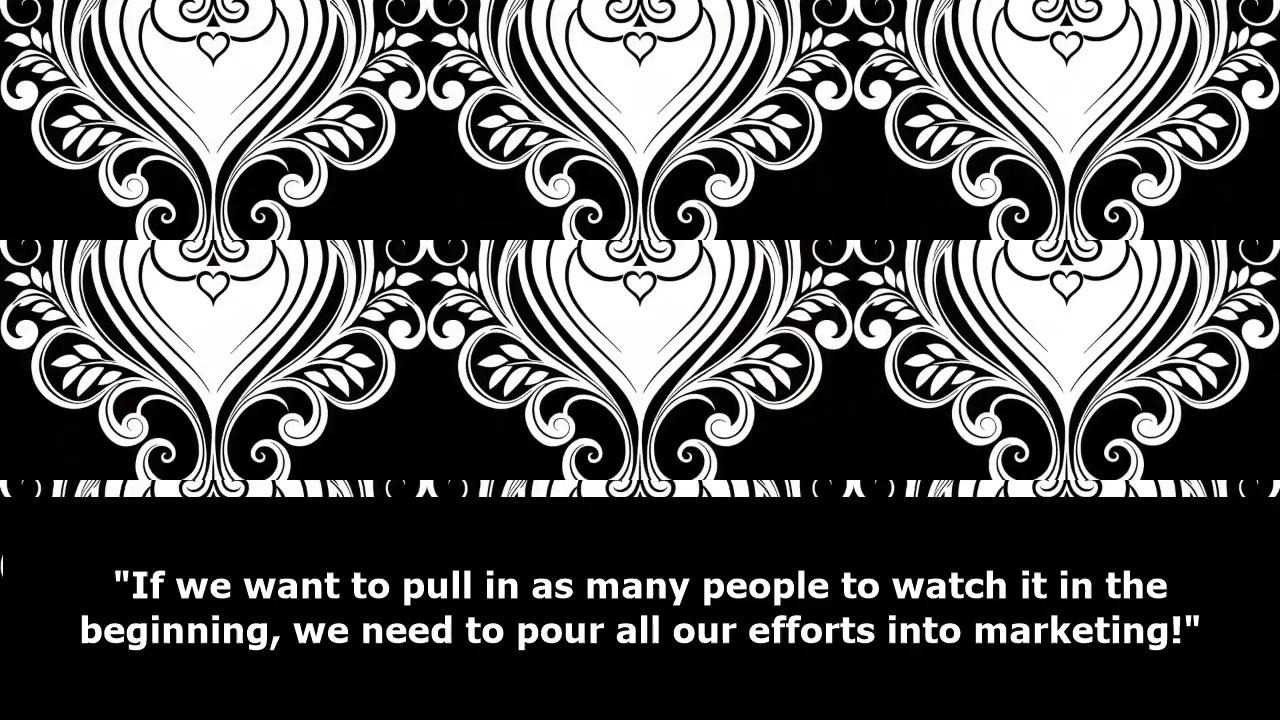 "If we want to pull in as many people to watch it in the
beginning, we need to pour all our efforts into marketing!"